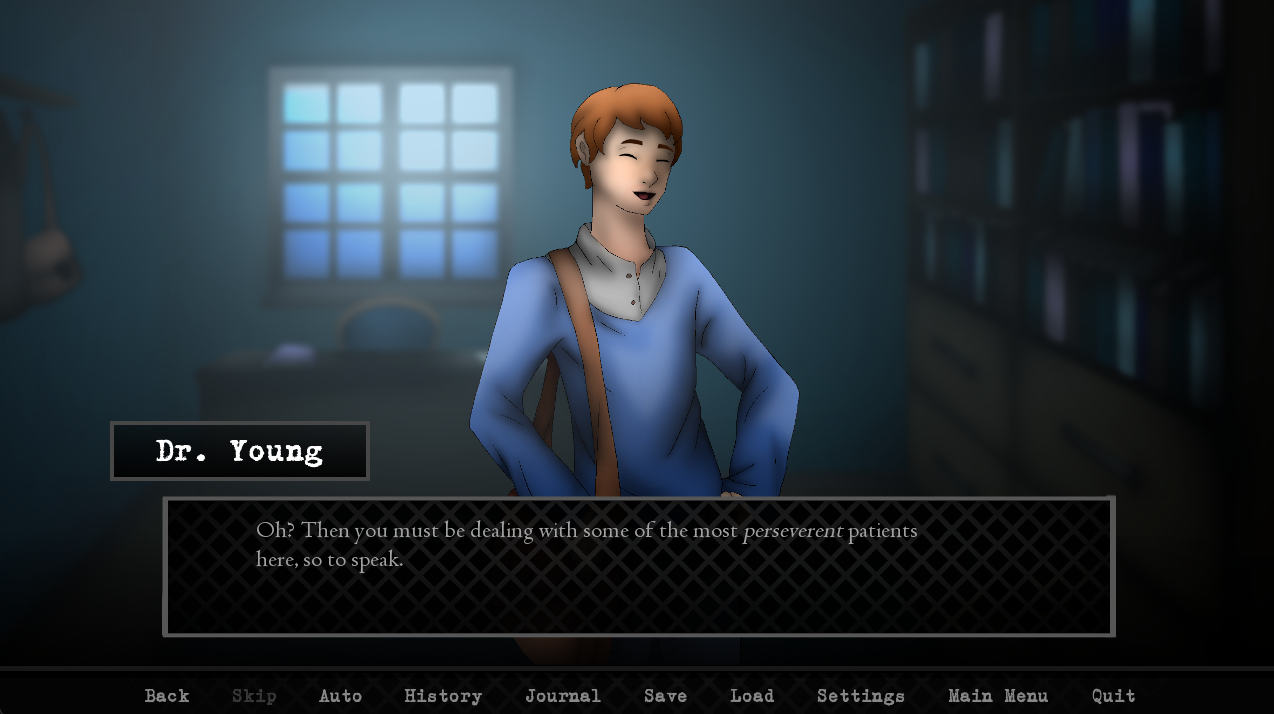 Dr. Young
Oh? Then you must be dealing with some of the most perseverent patients
here, so to speak.
Back Skip Auto History Journal Save Load Settings Main Menu Quit